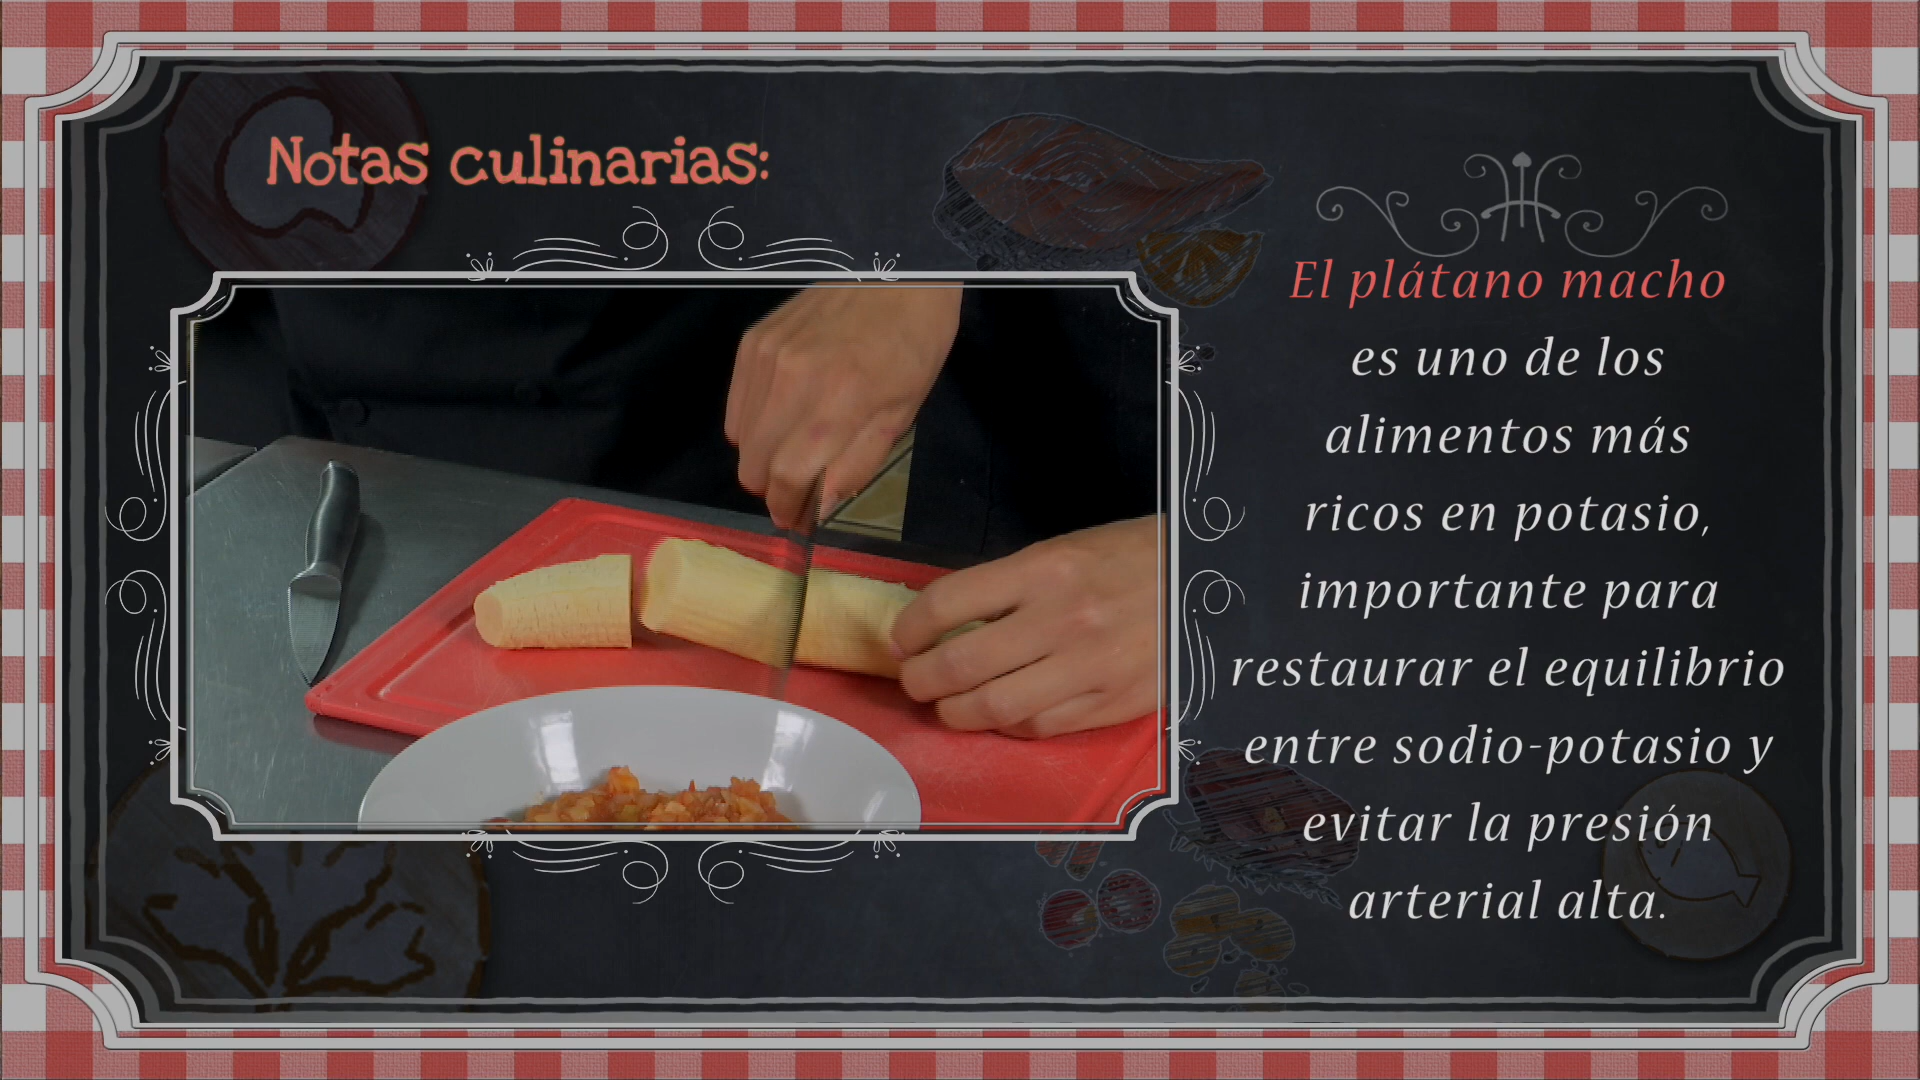 Notas culinarias:
El plátano macho
es uno de los
alimentos más
ricos en potasio,
importante para
restaurar el equilibrio
entre sodio-potasio y
evitar la presión
arterial alta.